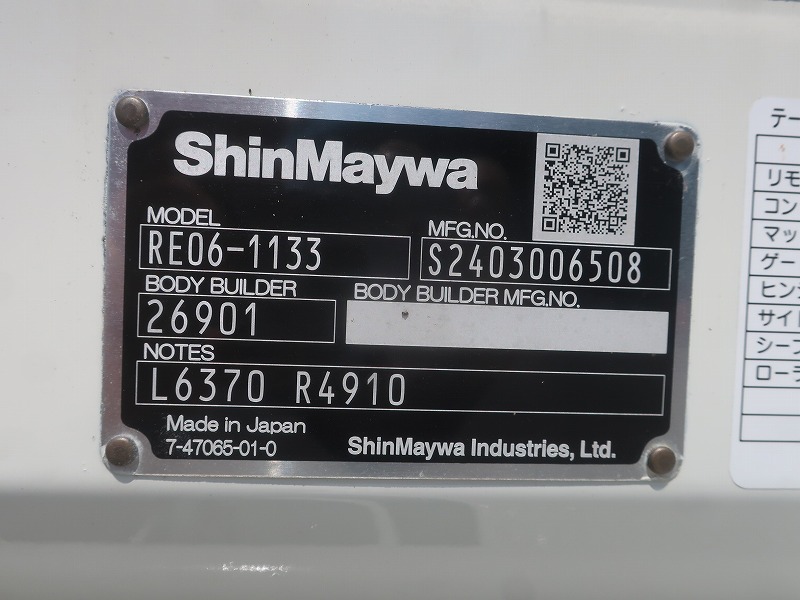 ShinMaywa
MODEL
RE06-1133
MFG.NO.
S2403006508
BODY BUILDER
26901
BODY BUILDER MFG.NO.
NOTES
L6370 R4910
Made in Japan
7-47065-01-0
ShinMaywa Industries, Ltd.
テー
リモ
コン
マッ
ゲー
ヒン
サイ
シー
ローラ